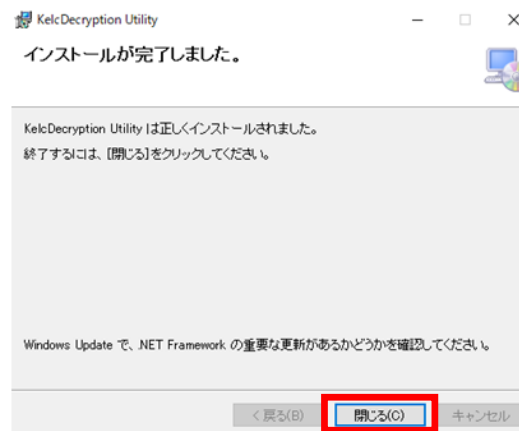 KelcDecryption Utility
インストールが完了しました。
KelcDecryption Utility は正しくインストールされました。
終了するには、[閉じる]をクリックしてください。
Windows Update で、.NET Framework の重要な更新があるかどうかを確認してください。
< 戻る(B) 閉じる(C) キャンセル